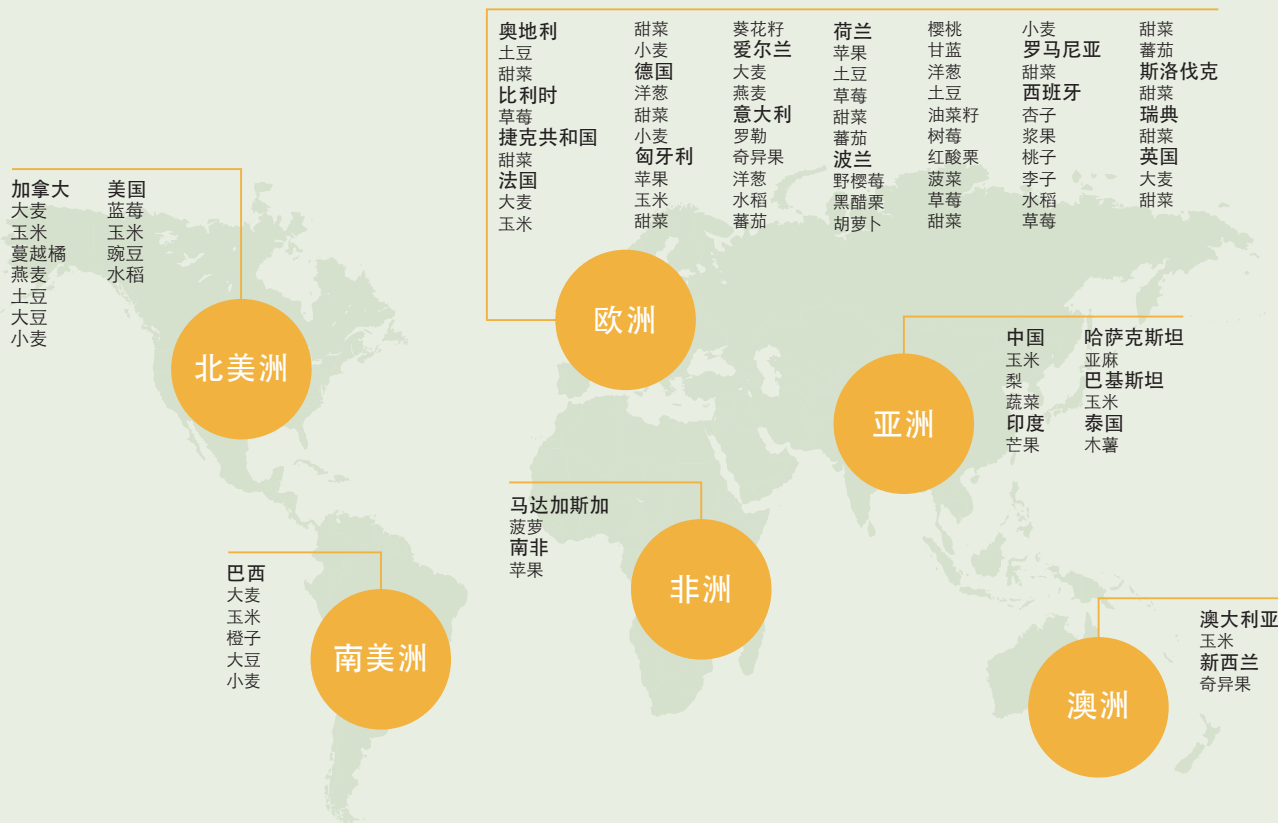 奥地利
土豆
甜菜
比利时
草莓
捷克共和国
甜菜
法国
大麦
玉米
甜菜
小麦
德国
洋葱
甜菜
小麦
匈牙利
苹果
玉米
甜菜
葵花籽
爱尔兰
大麦
燕麦
意大利
罗勒
奇异果
洋葱
水稻
蕃茄
荷兰
苹果
土豆
草莓
甜菜
蕃茄
波兰
野樱莓
黑醋栗
胡萝卜
樱桃
甘蓝
洋葱
土豆
油菜籽
树莓
红酸栗
菠菜
草莓
甜菜
小麦
罗马尼亚
甜菜
西班牙
杏子
浆果
桃子
李子
水稻
草莓
甜菜
蕃茄
斯洛伐克
甜菜
瑞典
甜菜
英国
大麦
甜菜
欧洲
加拿大
大麦
玉米
蔓越橘
燕麦
土豆
大豆
小麦
美国
蓝莓
玉米
豌豆
水稻
北美洲
中国
玉米
梨
蔬菜
印度
芒果
哈萨克斯坦
亚麻
巴基斯坦
玉米
泰国
木薯
亚洲
马达加斯加
菠萝
南非
苹果
非洲
巴西
大麦
玉米
橙子
大豆
小麦
南美洲
澳大利亚
玉米
新西兰
奇异果
澳洲